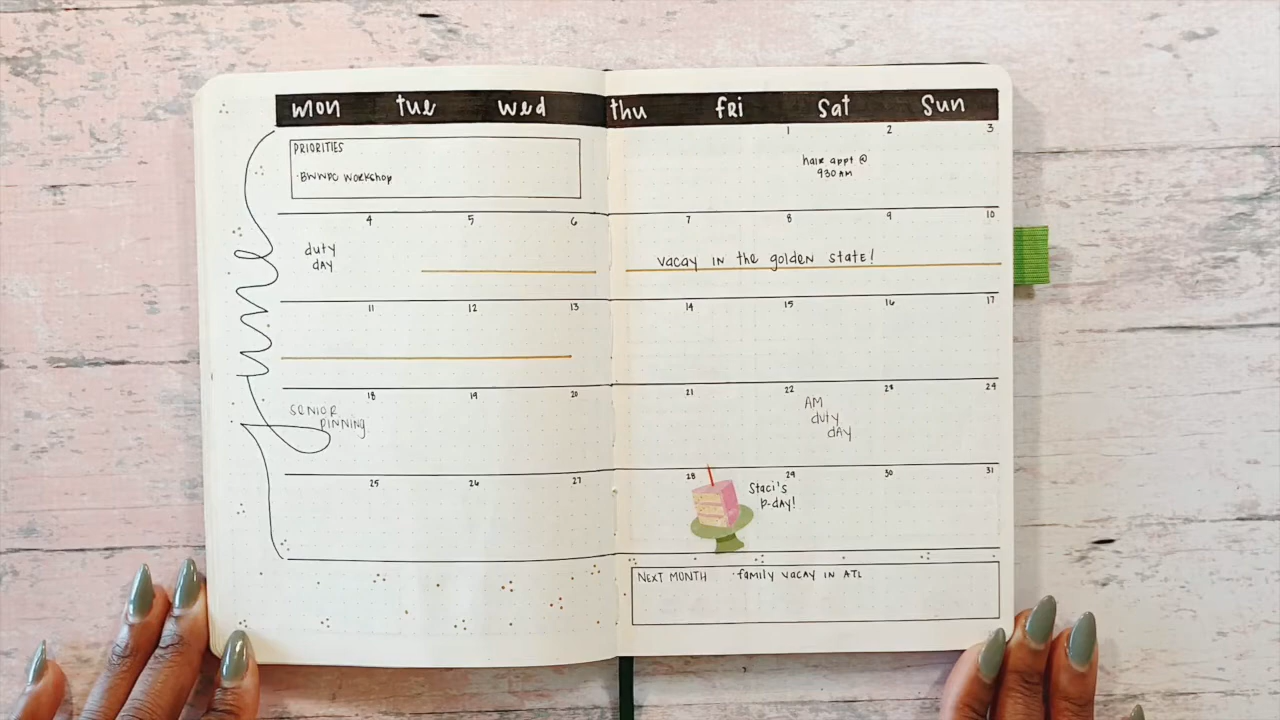 mon tue wed thu fri sat sun
june
PRIORITIES
· BWWPC Workshop
1 2 3
hair appt @
930 AM
4 5 6 7 8 9 10
duty
day
vacay in the golden state!
11 12 13 14 15 16 17
18 19 20 21 22 23 24
SENIOR
PINNING
AM
duty
day
25 26 27 28 29 30 31
Staci's
b-day!
NEXT MONTH · family vacay in ATL